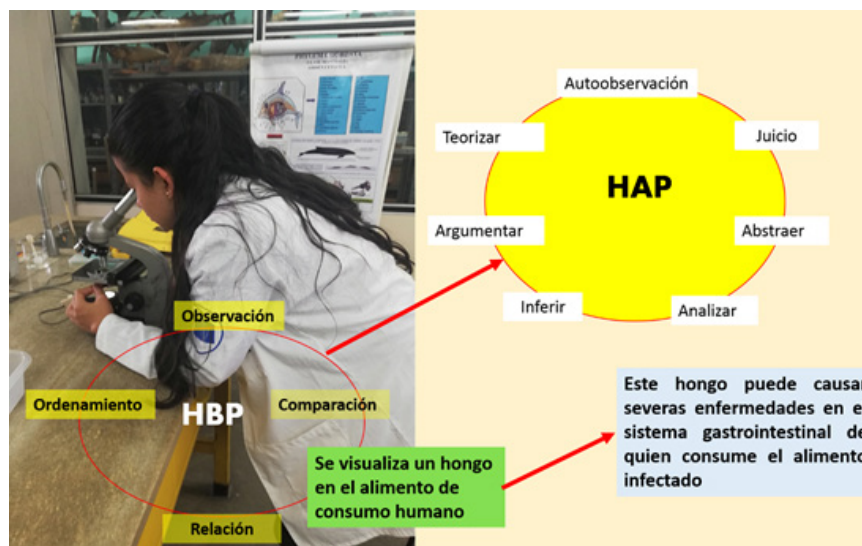 Autoobservación
Teorizar
Juicio
HAP
Argumentar
Abstraer
Inferir
Analizar
Observación
Ordenamiento
HBP
Comparación
Relación
Se visualiza un hongo
en el alimento de
consumo humano
Este hongo puede causar
severas enfermedades en e
sistema gastrointestinal de
quien consume el alimento
infectado